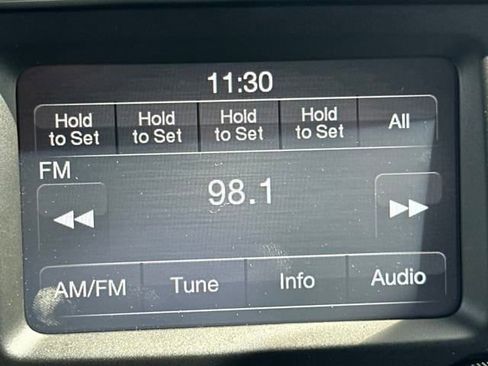 11:30
Hold Hold Hold Hold All
to Set to Set to Set to Set
FM
98.1
AM/FM Tune Info Audio